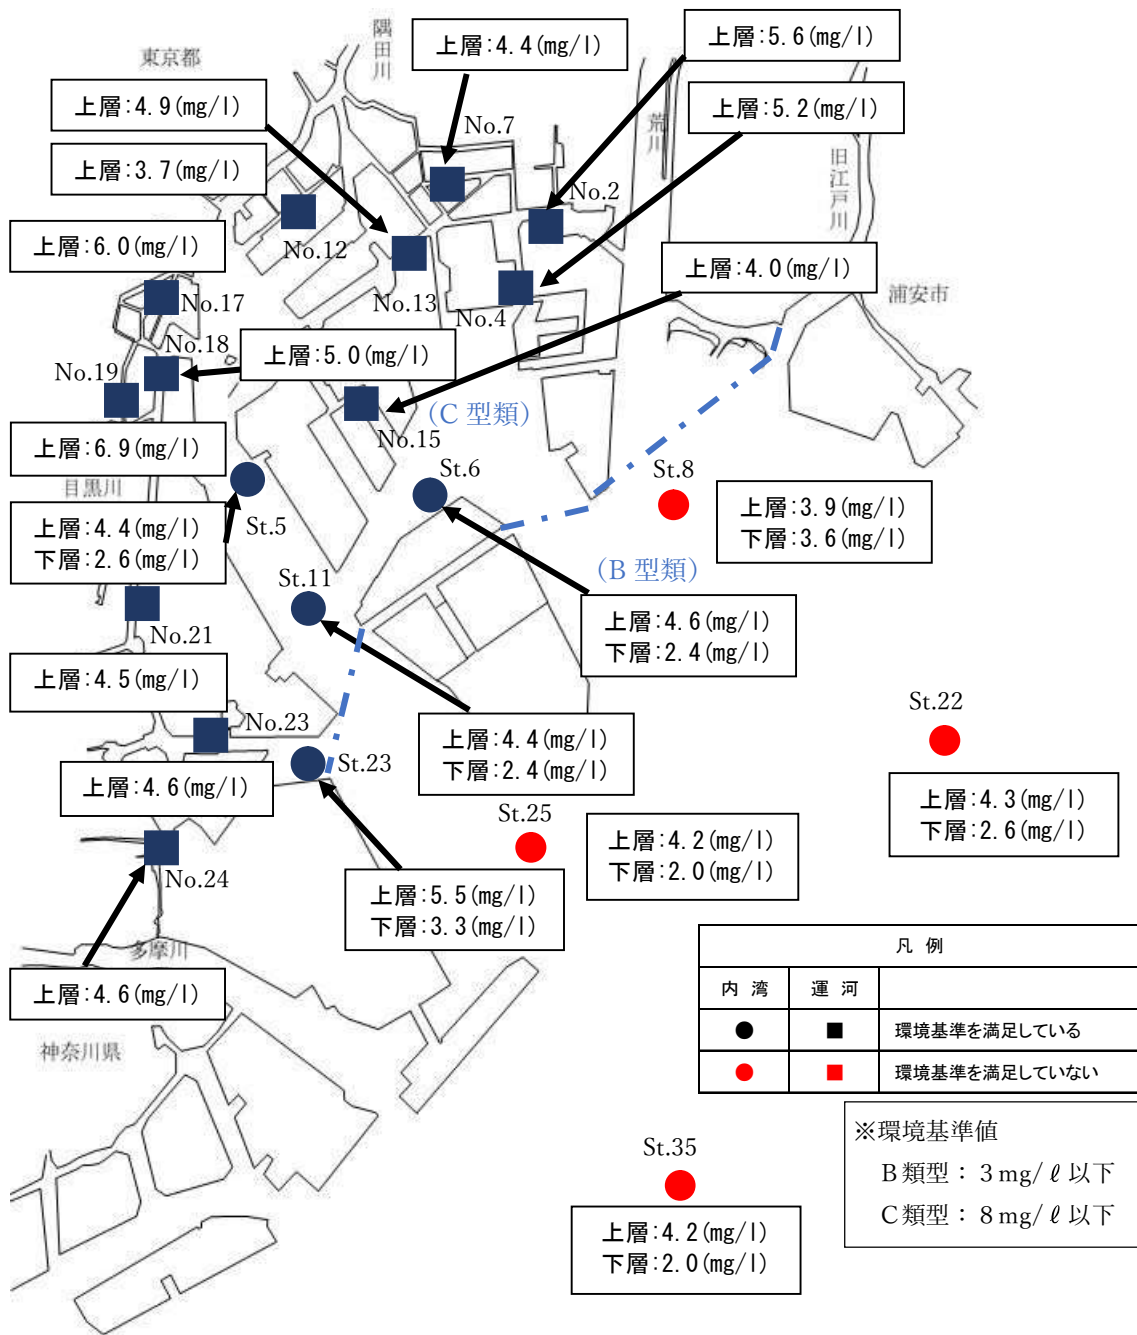 隅田川
東京都
上層:4.4(mg/l)
上層:5.6(mg/l)
上層:4.9(mg/l)
上層:5.2(mg/l)
No.7
荒川
上層:3.7(mg/l)
旧江戸川
No.2
No.12
上層:6.0(mg/l)
上層:4.0(mg/l)
No.13
No.17
No.4
浦安市
No.18
上層:5.0(mg/l)
No.19
(C 型類)
No.15
上層:6.9(mg/l)
St.6
St.8
目黒川
St.5
上層:4.4(mg/l)
下層:2.6(mg/l)
上層:3.9(mg/l)
下層:3.6(mg/l)
(B 型類)
St.11
No.21
上層:4.6(mg/l)
下層:2.4(mg/l)
上層:4.5(mg/l)
No.23
St.22
上層:4.4(mg/l)
下層:2.4(mg/l)
St.23
上層:4.6(mg/l)
上層:4.3(mg/l)
下層:2.6(mg/l)
St.25
上層:4.2(mg/l)
下層:2.0(mg/l)
No.24
上層:5.5(mg/l)
下層:3.3(mg/l)
多摩川
上層:4.6(mg/l)
凡 例
内 湾 運 河
● ■ 環境基準を満足している
● ■ 環境基準を満足していない
神奈川県
※環境基準値
B類型：３mg/ℓ以下
C類型：８mg/ℓ以下
St.35
上層:4.2(mg/l)
下層:2.0(mg/l)